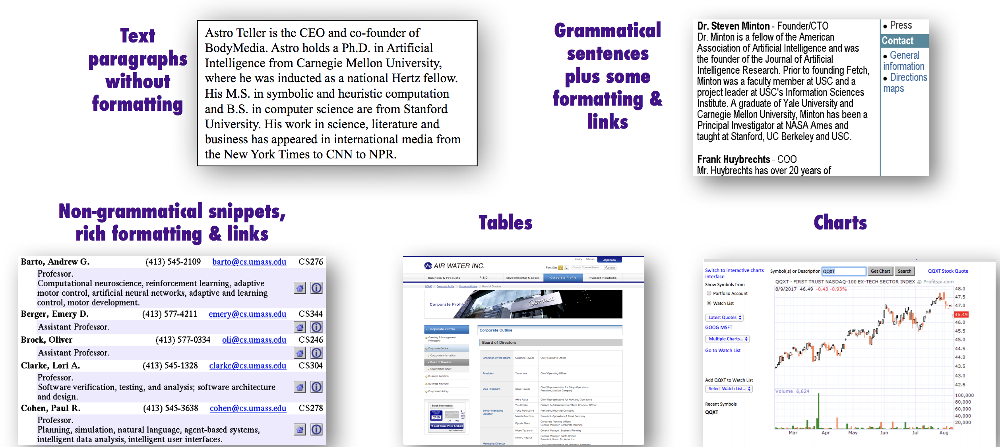 Text
paragraphs
without
formatting
Astro Teller is the CEO and co-founder of
BodyMedia. Astro holds a Ph.D. in Artificial
Intelligence from Carnegie Mellon University,
where he was inducted as a national Hertz fellow.
His M.S. in symbolic and heuristic computation
and B.S. in computer science are from Stanford
University. His work in science, literature and
business has appeared in international media from
the New York Times to CNN to NPR.
Grammatical
sentences
plus some
formatting &
links
Dr. Steven Minton - Founder/CTO
Dr. Minton is a fellow of the American
Association of Artificial Intelligence and was
the founder of the Journal of Artificial
Intelligence Research. Prior to founding Fetch,
Minton was a faculty member at USC and a
project leader at USC's Information Sciences
Institute. A graduate of Yale University and
Carnegie Mellon University, Minton has been a
Principal Investigator at NASA Ames and
taught at Stanford, UC Berkeley and USC.
Frank Huybrechts - COO
Mr. Huybrechts has over 20 years of
• Press
Contact
• General
information
• Directions
maps
Non-grammatical snippets,
rich formatting & links
Barto, Andrew G. (413) 545-2109 barto@cs.umass.edu CS276
Professor.
Computational neuroscience, reinforcement learning, adaptive
motor control, artificial neural networks, adaptive and learning
control, motor development.
Berger, Emery D. (413) 577-4211 emery@cs.umass.edu CS344
Assistant Professor.
Brock, Oliver (413) 577-0334 oli@cs.umass.edu CS246
Assistant Professor.
Clarke, Lori A. (413) 545-1328 clarke@cs.umass.edu CS304
Professor.
Software verification, testing, and analysis; software architecture
and design.
Cohen, Paul R. (413) 545-3638 cohen@cs.umass.edu CS278
Professor.
Planning, simulation, natural language, agent-based systems,
intelligent data analysis, intelligent user interfaces.
Tables
Inquiry Sitemap Japanese
AIR WATER INC.
Font Size M L Google Custom Search Search
Business & Products R & D Environmental & Social Corporate Profile Investor Relations
HOME > Corporate Profile > Corporate Outline > Board of Directors
Corporate Profile
エア・ウォーター
Corporate Profile
Greeting & Management
Philosophy
Corporate Outline
Corporate Information
Board of Directors
Organization Chart
Business Location
Business Keyword
Corporate History
Stock Information
Previous
Close
2150
2120
2010
1900
Jul Aug
Last Share Price & Chart
by Euroland.com
Corporate Outline
Board of Directors
Chairman of the Board Masahiro Toyoda Chief Executive Officer
President Yasuo Imai Chief Operating Officer
Vice President Kikuo Toyoda Chief Representative for Tokyo Operations
President, Medical Company
Senior Managing
Director
Akira Fujita Chief Representative for Hokkaido Operations
Yuu Karato Finance & Administration Officer, Chemical Officer
Yukio Matsubara President, Industrial Company
Masato Machida President, Agriculture & Food Company
Kiyoshi Shirai Corporate Planning Officer;
General Manager, Corporate Planning
Managing Director
Hideo Tsutsumi General Manager, Business Planning
Minoru Nagata General Manager, Kanto Branch
President, Kanto Air Water Inc.
Chief Representative for Shinshu Operations
Charts
Switch to interactive charts
interface
Show Symbols from
Portfolio Account
Watch List
Latest Quotes
GOOG MSFT
Multiple Charts...
Go to Watch List
Add QQXT to Watch List
Select Watch List...
Recent Symbols
QQXT
Symbol(,s) or Description QQXT Get Chart Search QQXT Stock Quote
QQXT - FIRST TRUST NASDAQ-100 EX-TECH SECTOR INDEX © Profitspi.com
8/9/2017 46.49 -0.43 -0.93%
48.0
47.5
47.0
46.49
46.0
45.5
45.0
44.5
44.0
43.5
43.0
42.5
Volume 6,624
100,000
80,000
60,000
40,000
20,000
Mar Apr May Jun Jul Aug